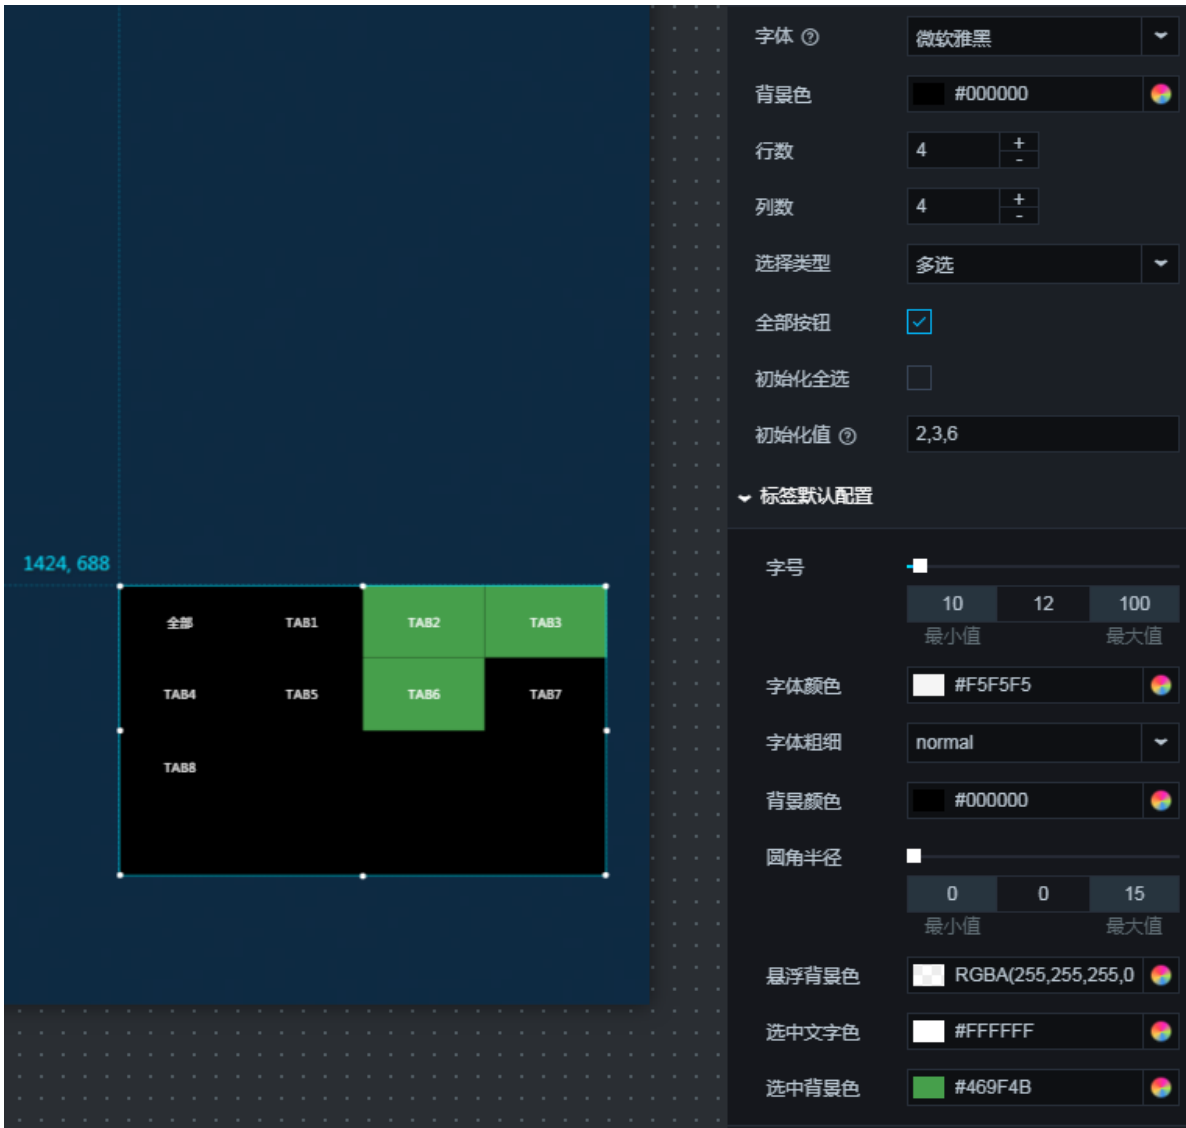 字体
微软雅黑
背景色
#000000
行数
4
+
-
列数
4
+
-
选择类型
多选
全部按钮
初始化全选
初始化值
2,3,6
标签默认配置
1424, 688
全部 TAB1 TAB2 TAB3
TAB4 TAB5 TAB6 TAB7
TAB8
字号
10 12 100
最小值 最大值
字体颜色
#F5F5F5
字体粗细
normal
背景颜色
#000000
圆角半径
0 0 15
最小值 最大值
悬浮背景色
RGBA(255,255,255,0
选中文字色
#FFFFFF
选中背景色
#469F4B